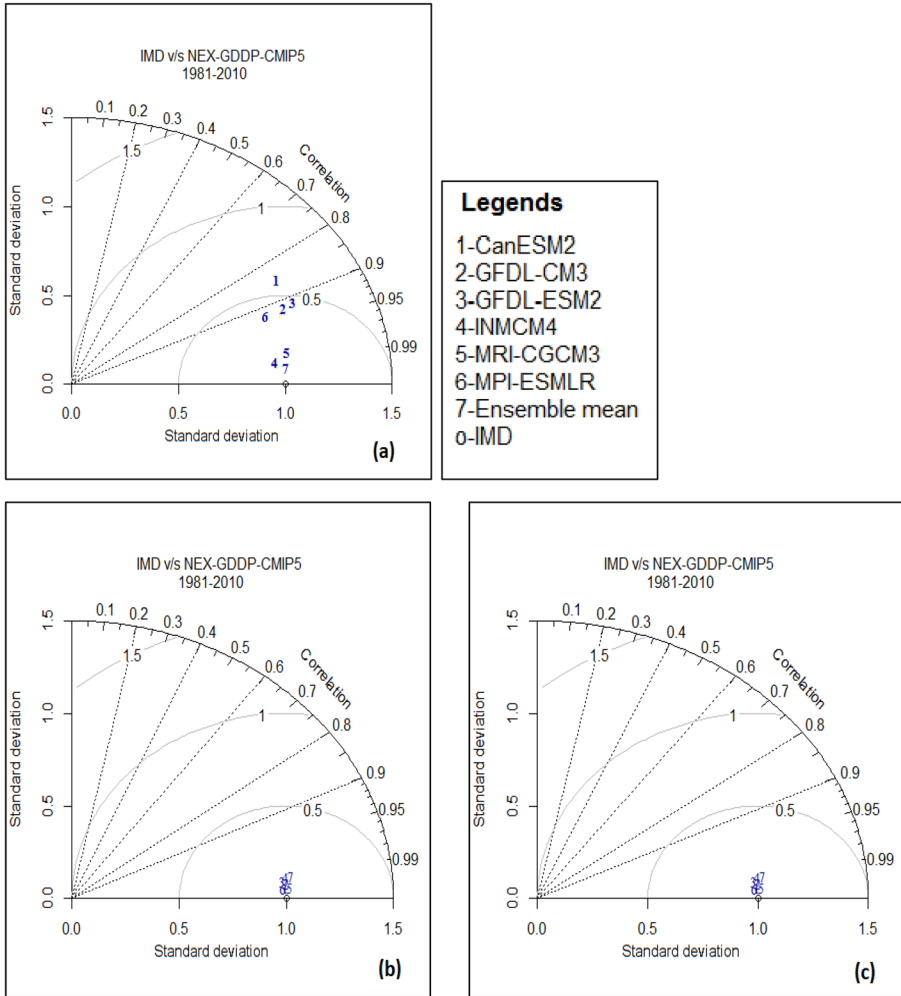 IMD v/s NEX-GDDP-CMIP5
1981-2010
0.1 0.2 0.3 0.4 0.5 0.6 0.7 0.8 0.9 0.95 0.99
Correlation
1.5 1 0.5
Standard deviation
0.0 0.5 1.0 1.5
1
2
3
6
5
4
7
0.0 0.5 1.0 1.5
Standard deviation
(a)
Legends
1-CanESM2
2-GFDL-CM3
3-GFDL-ESM2
4-INMCM4
5-MRI-CGCM3
6-MPI-ESMLR
7-Ensemble mean
o-IMD
IMD v/s NEX-GDDP-CMIP5
1981-2010
0.1 0.2 0.3 0.4 0.5 0.6 0.7 0.8 0.9 0.95 0.99
Correlation
1.5 1 0.5
Standard deviation
0.0 0.5 1.0 1.5
47
0.0 0.5 1.0 1.5
Standard deviation
(b)
IMD v/s NEX-GDDP-CMIP5
1981-2010
0.1 0.2 0.3 0.4 0.5 0.6 0.7 0.8 0.9 0.95 0.99
Correlation
1.5 1 0.5
Standard deviation
0.0 0.5 1.0 1.5
47
0.0 0.5 1.0 1.5
Standard deviation
(c)